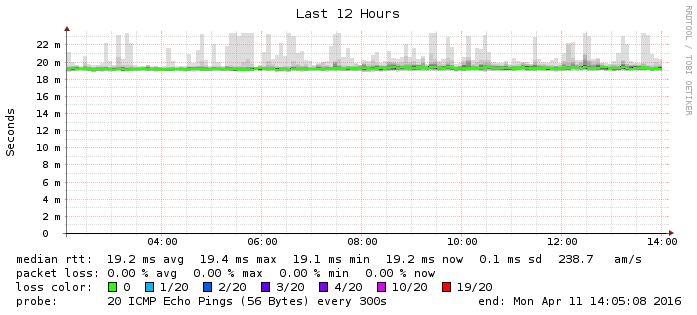 Last 12 Hours
RRDTOOL / TOBI OETIKER
Seconds
22 m
20 m
18 m
16 m
14 m
12 m
10 m
8 m
6 m
4 m
2 m
0
04:00 06:00 08:00 10:00 12:00 14:00
median rtt: 19.2 ms avg 19.4 ms max 19.1 ms min 19.2 ms now 0.1 ms sd 238.7 am/s
packet loss: 0.00 % avg 0.00 % max 0.00 % min 0.00 % now
loss color: 0 1/20 2/20 3/20 4/20 10/20 19/20
probe: 20 ICMP Echo Pings (56 Bytes) every 300s end: Mon Apr 11 14:05:08 2016